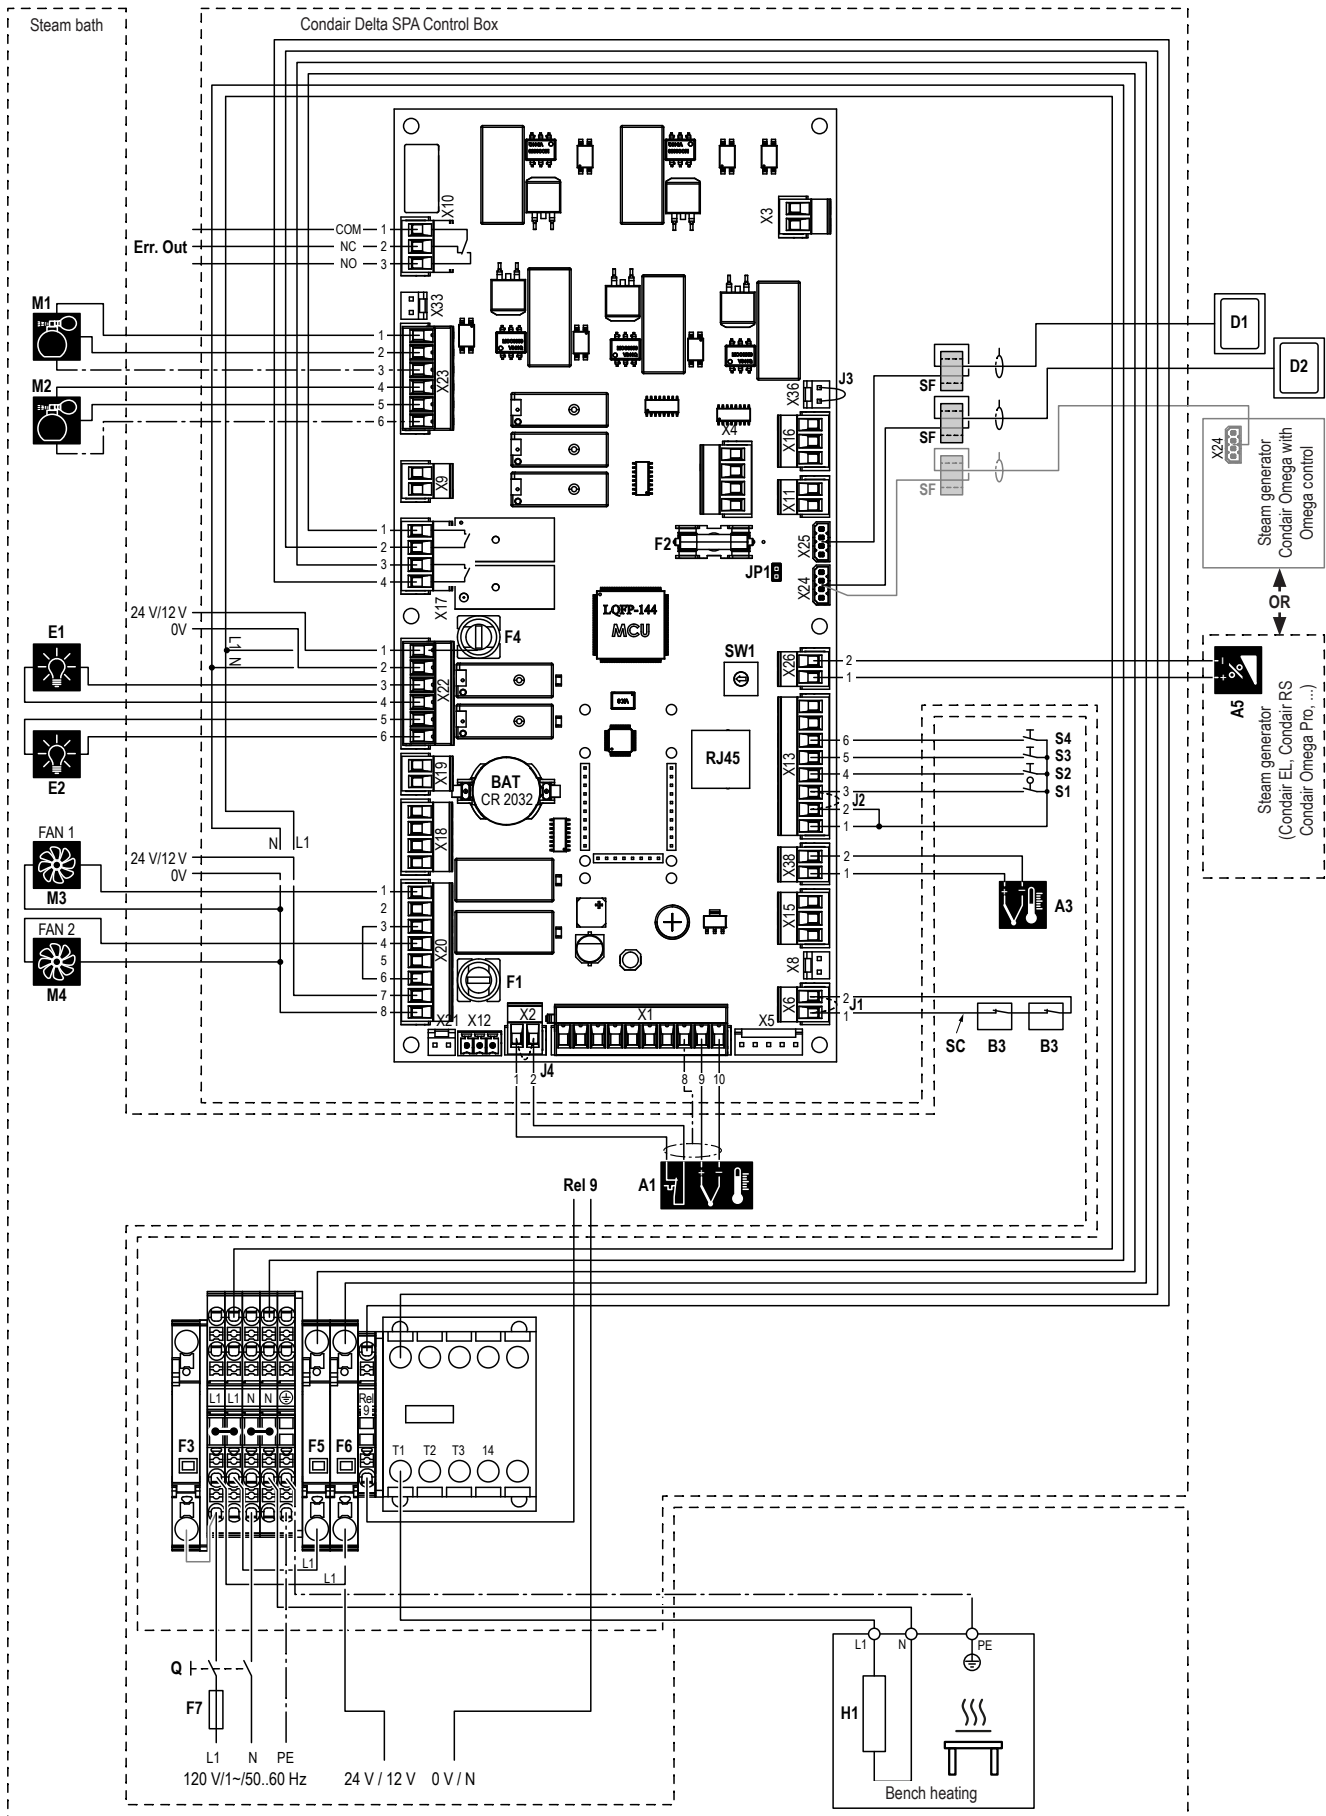 Steam bath
Condair Delta SPA Control Box
X10
X3
COM 1
Err. Out
NC 2
NO 3
M1
X33
D1
1
2
3
X23
J3
D2
M2
4
5
6
X36
SF
X4
X16
SF
X24
Steam generator
Condair Omega with
Omega control
X9
X11
SF
1
2
3
4
F2
X25
JP1
X24
X17
OR
24 V/12 V
0V
L1 N
F4
LQFP-144
MCU
E1
1
2
3
4
5
6
X22
SW1
X26
2
1
A5
Steam generator
(Condair EL, Condair RS
Condair Omega Pro, ...)
E2
RJ45
X13
6
5
4
3
2
1
S4
S3
S2
S1
J2
X19
BAT
CR 2032
FAN 1
N L1
X18
24 V/12 V
0V
M3
X38
2
1
A3
FAN 2
M4
1
2
3
4
5
6
7
8
X20
X15
X8
F1
X6
2
1
J1
X21 X12 X2 X1 X5
SC B3 B3
1 2 J4 8 9 10
Rel 9
A1
L1 L1 N N
Rel
9
F3 F5 F6
T1 T2 T3 14
L1
L1
Q
F7
L1 N PE
120 V/1~/50..60 Hz
24 V / 12 V 0 V / N
L1 N PE
H1
Bench heating